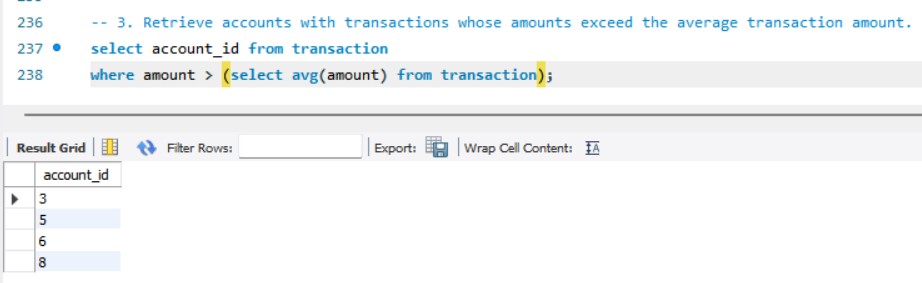 236 -- 3. Retrieve accounts with transactions whose amounts exceed the average transaction amount.
237 select account_id from transaction
238 where amount > (select avg(amount) from transaction);
Result Grid Filter Rows: Export: Wrap Cell Content: IA
account_id
3
5
6
8